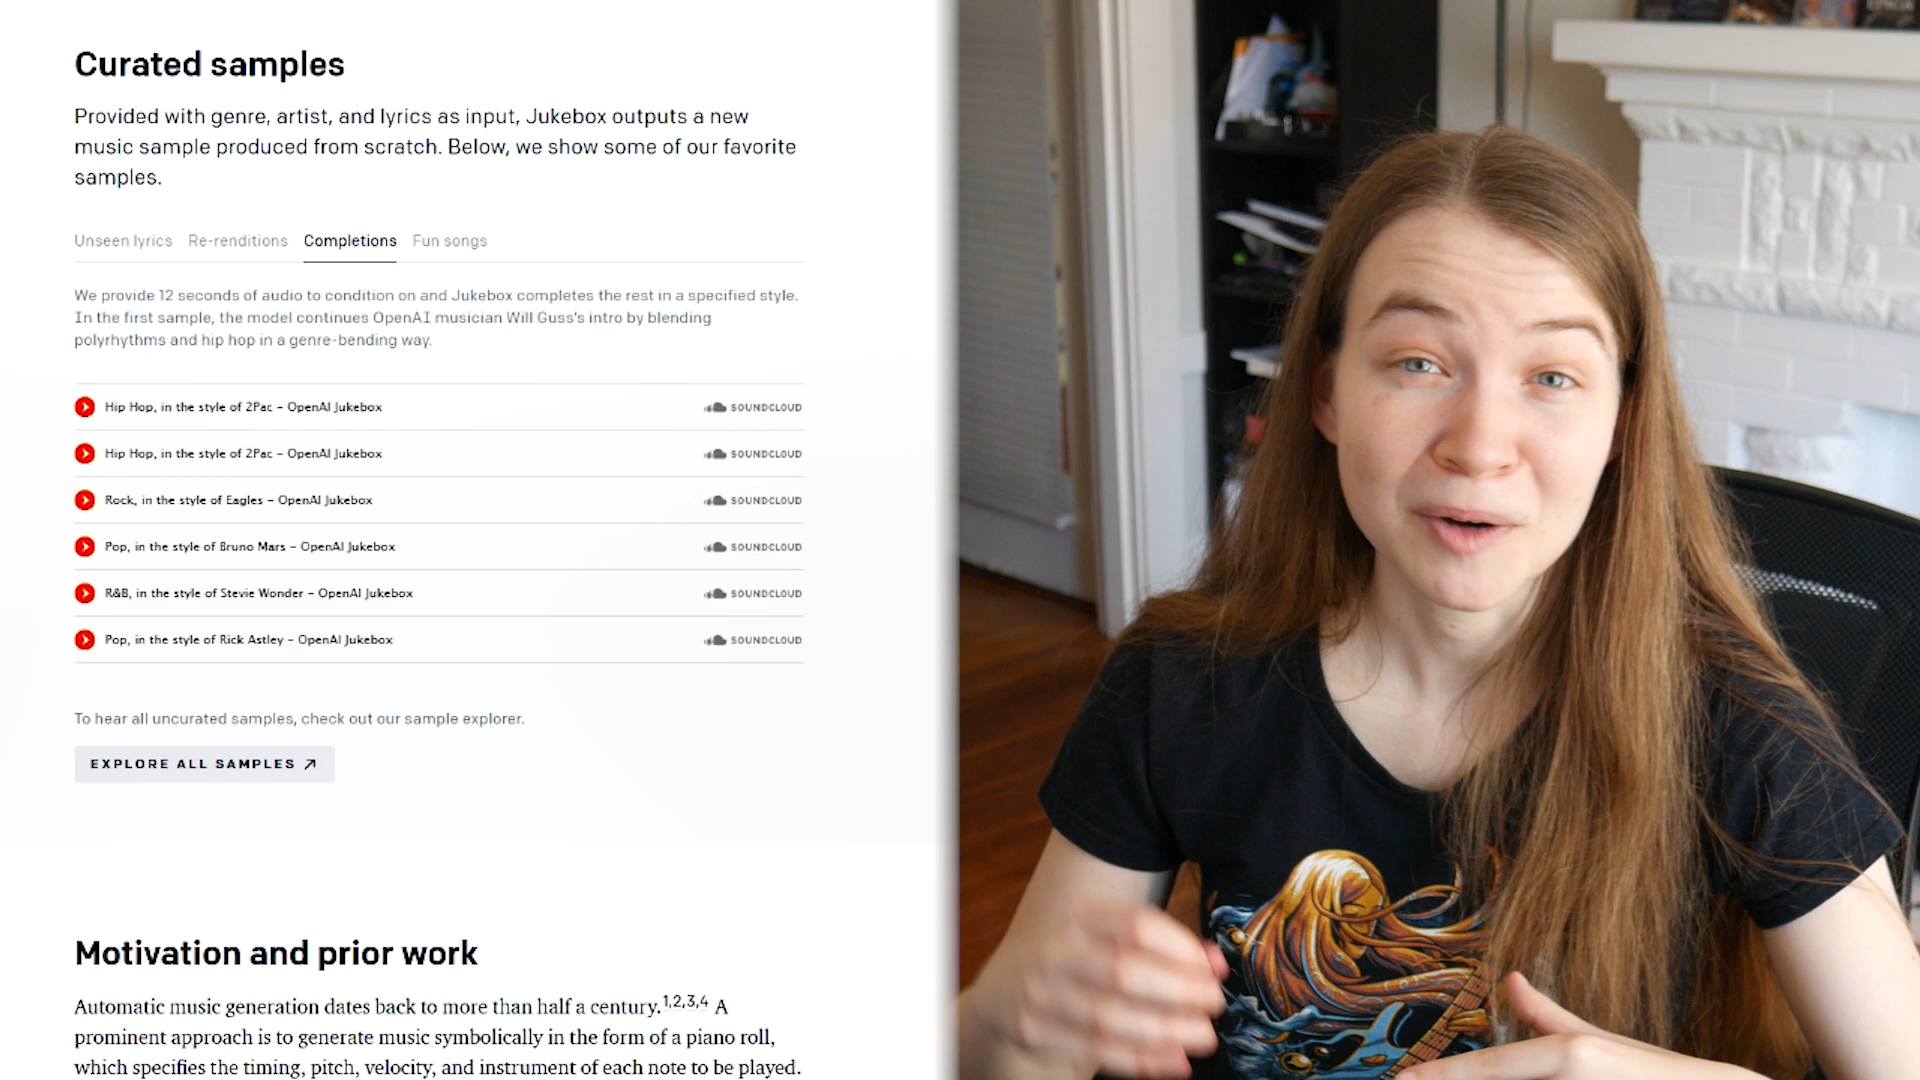 Curated samples
Provided with genre, artist, and lyrics as input, Jukebox outputs a new
music sample produced from scratch. Below, we show some of our favorite
samples.
Unseen lyrics Re-renditions Completions Fun songs
We provide 12 seconds of audio to condition on and Jukebox completes the rest in a specified style.
In the first sample, the model continues OpenAI musician Will Guss's intro by blending
polyrhythms and hip hop in a genre-bending way.
Hip Hop, in the style of 2Pac – OpenAI Jukebox SOUNDCLOUD
Hip Hop, in the style of 2Pac – OpenAI Jukebox SOUNDCLOUD
Rock, in the style of Eagles – OpenAI Jukebox SOUNDCLOUD
Pop, in the style of Bruno Mars – OpenAI Jukebox SOUNDCLOUD
R&B, in the style of Stevie Wonder – OpenAI Jukebox SOUNDCLOUD
Pop, in the style of Rick Astley – OpenAI Jukebox SOUNDCLOUD
To hear all uncurated samples, check out our sample explorer.
EXPLORE ALL SAMPLES ↗
Motivation and prior work
Automatic music generation dates back to more than half a century.1,2,3,4 A
prominent approach is to generate music symbolically in the form of a piano roll,
which specifies the timing, pitch, velocity, and instrument of each note to be played.